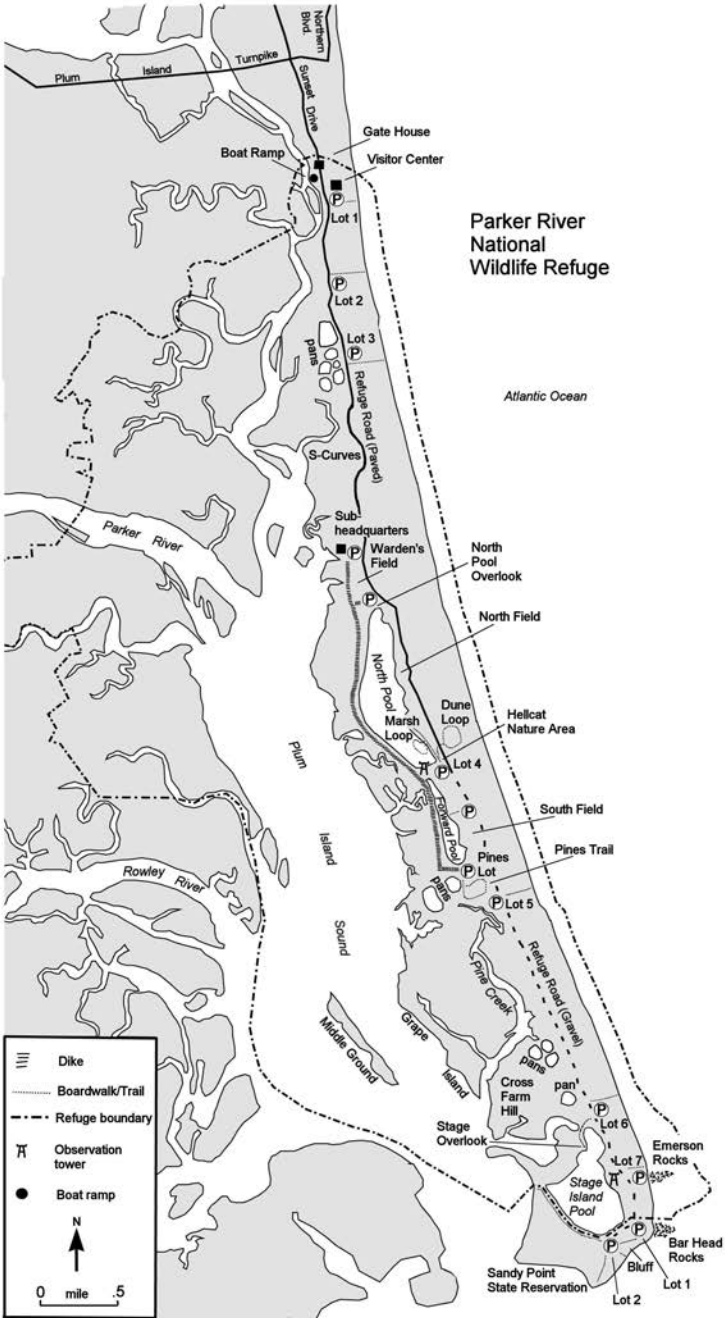 Northern
Blvd.
Plum Island Turnpike
Sunset Drive
Gate House
Boat Ramp
Visitor Center
P
Lot 1
Parker River
National
Wildlife Refuge
P
Lot 2
Lot 3
P
pans
Refuge Road (Paved)
Atlantic Ocean
S-Curves
Parker River
Sub-
headquarters
P
Warden's
Field
North
Pool
Overlook
P
North Field
North Pool
Dune
Loop
Marsh
Loop
Hellcat
Nature Area
P
Lot 4
P
Forward Pool
South Field
Plum
Island
Sound
Pines
Lot
P
Pines Trail
pans
P
Lot 5
Rowley
River
Refuge Road (Gravel)
Pine Creek
Middle Ground
Grape
Island
pans
Cross
Farm
Hill
pan
P
Lot 6
Stage
Overlook
Lot 7
P
Emerson
Rocks
Stage
Island
Pool
P
P
Bar Head
Rocks
Bluff
Lot 1
Sandy Point
State Reservation
Lot 2
Dike
Boardwalk/Trail
Refuge boundary
Observation
tower
Boat ramp
N
0 mile .5